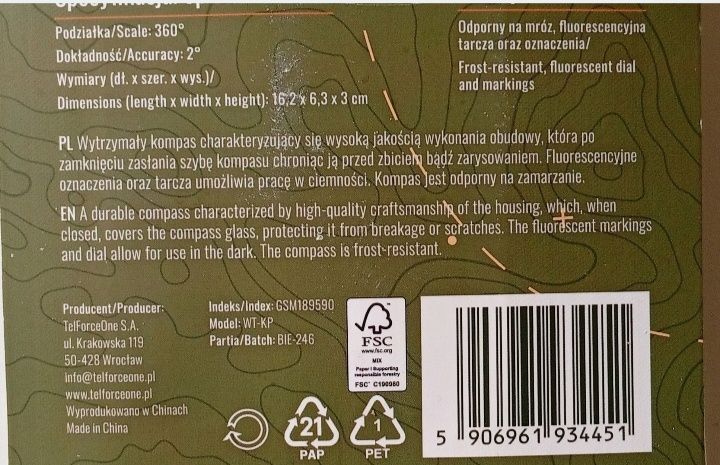 Podziałka/Scale: 360°
Dokładność/Accuracy: 2°
Wymiary (dł. x szer. x wys.)/
Dimensions (length x width x height): 16,2 x 6,3 x 3 cm
Odporny na mróz, fluorescencyjna
tarcza oraz oznaczenia/
Frost-resistant, fluorescent dial
and markings
PL Wytrzymały kompas charakteryzujący się wysoką jakością wykonania obudowy, która po
zamknięciu zasłania szybę kompasu chroniąc ją przed zbiciem bądź zarysowaniem. Fluorescencyjne
oznaczenia oraz tarcza umożliwia pracę w ciemności. Kompas jest odporny na zamarzanie.
EN A durable compass characterized by high-quality craftsmanship of the housing, which, when
closed, covers the compass glass, protecting it from breakage or scratches. The fluorescent markings
and dial allow for use in the dark. The compass is frost-resistant.
Producent/Producer:
TelForceOne S.A.
ul. Krakowska 119
50-428 Wrocław
info@telforceone.pl
www.telforceone.pl
Wyprodukowano w Chinach
Made in China
Indeks/Index: GSM189590
Model: WT-KP
Partia/Batch: BIE-246
FSC
www.fsc.org
MIX
Paper | Supporting
responsible forestry
FSC® C190960
21
PAP
1
PET
5 906961 934451